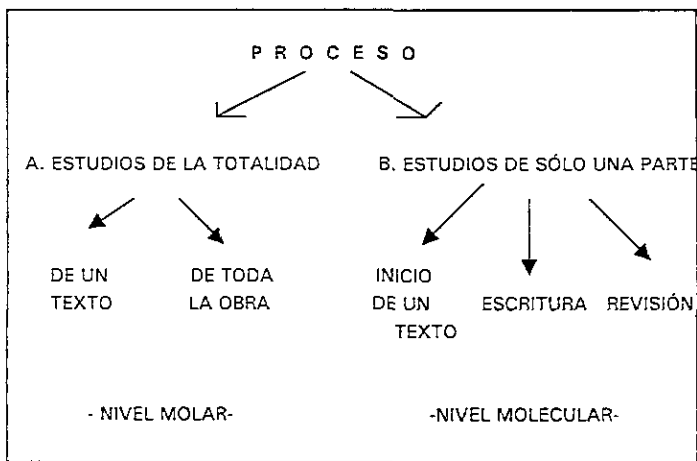 P R O C E S O
A. ESTUDIOS DE LA TOTALIDAD B. ESTUDIOS DE SÓLO UNA PARTE
DE UN DE TODA INICIO
TEXTO LA OBRA DE UN ESCRITURA REVISIÓN
TEXTO
- NIVEL MOLAR- -NIVEL MOLECULAR-